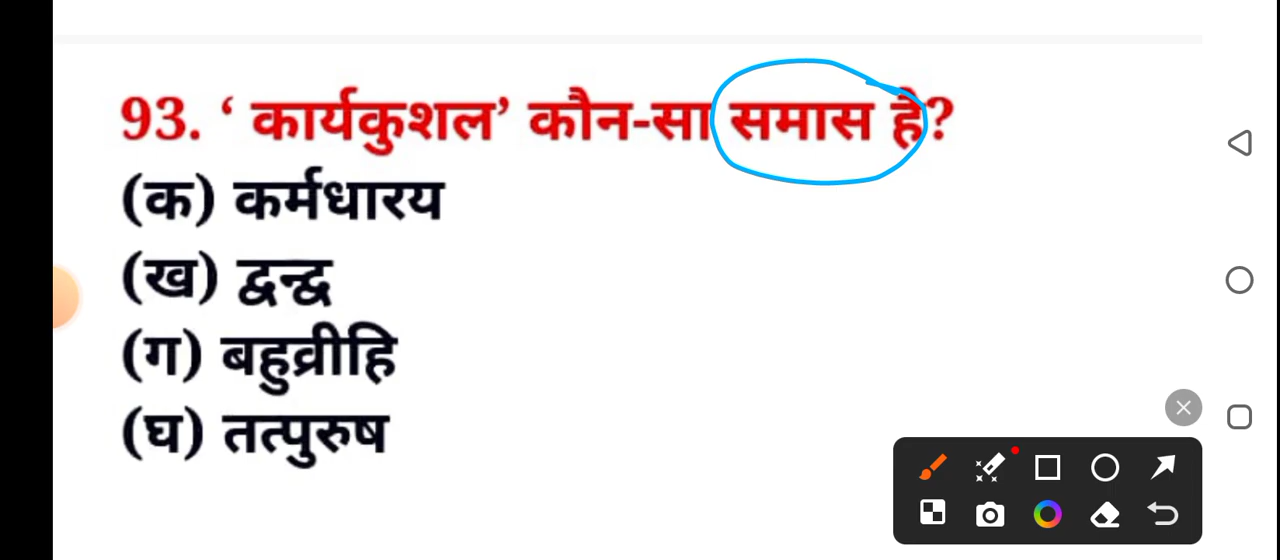 93. ‘ कार्यकुशल’ कौन-सा समास है?
(क) कर्मधारय
(ख) द्वन्द्व
(ग) बहुव्रीहि
(घ) तत्पुरुष